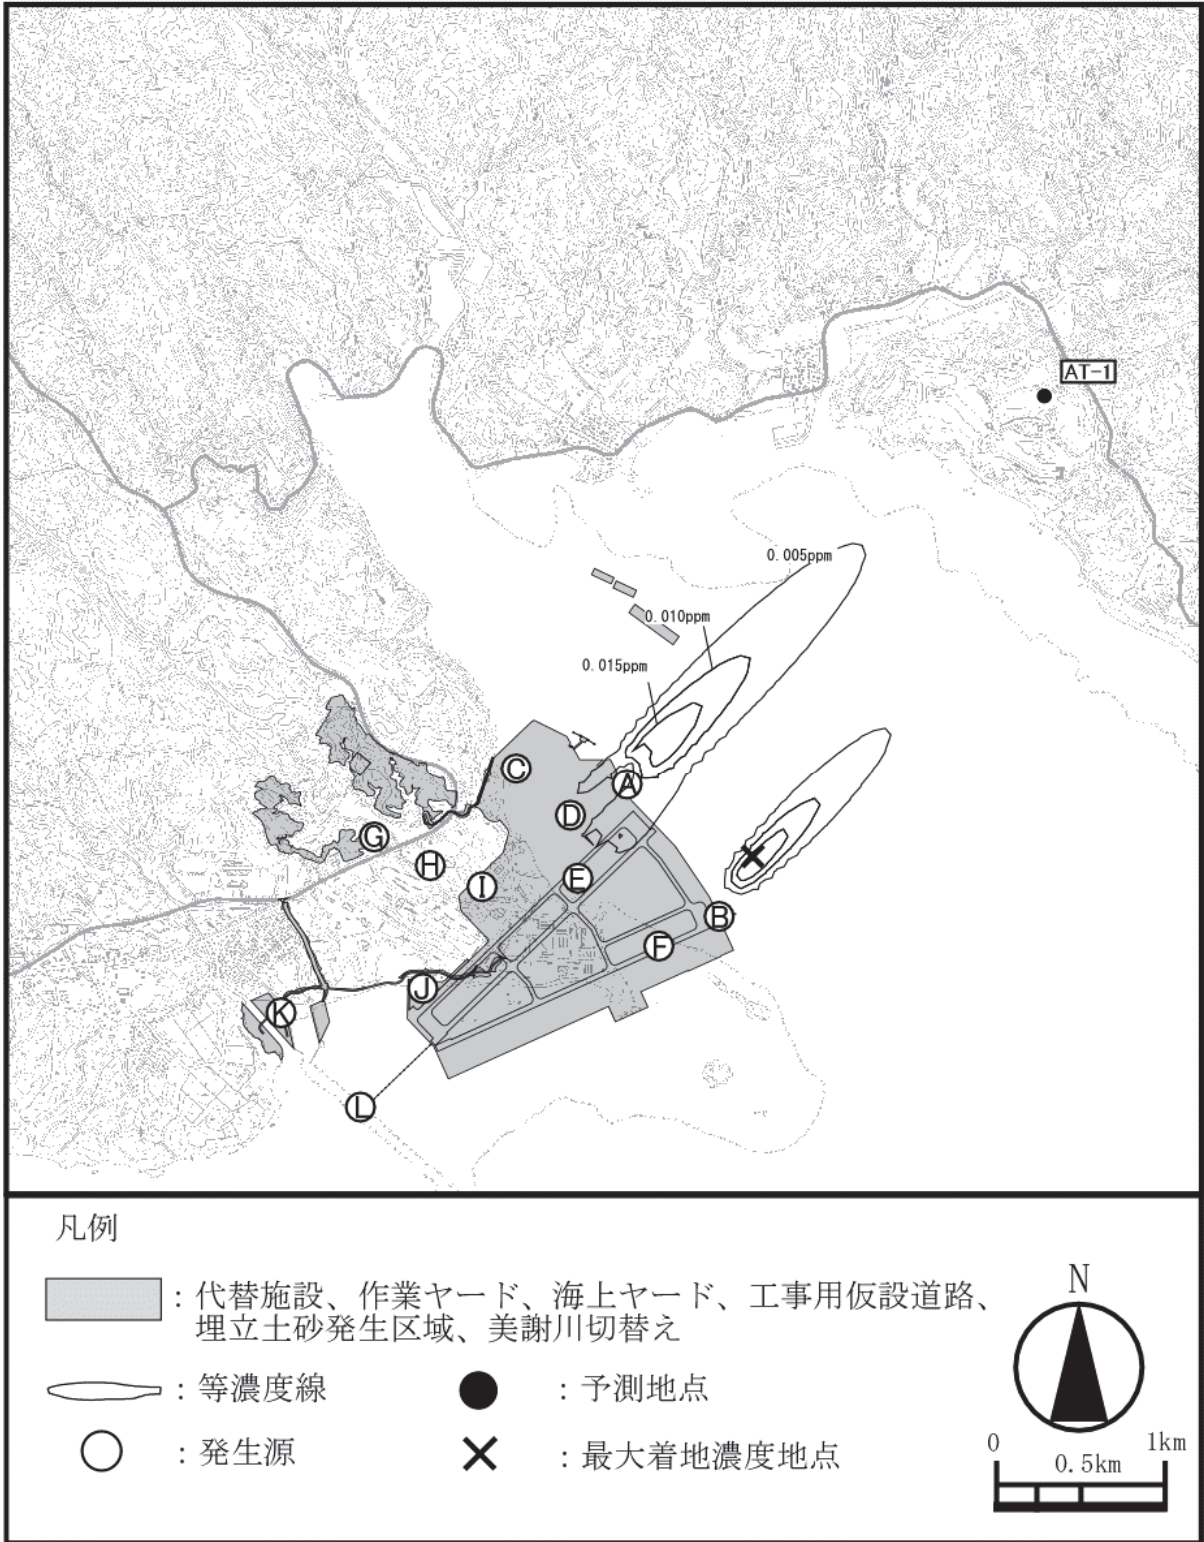 AT-1
0.005ppm
0.010ppm
0.015ppm
C
A
D
G
H
I
E
B
F
J
K
L
凡例
：代替施設、作業ヤード、海上ヤード、工事用仮設道路、
埋立土砂発生区域、美謝川切替え
：等濃度線
：予測地点
：発生源
：最大着地濃度地点
N
0 1km
0.5km